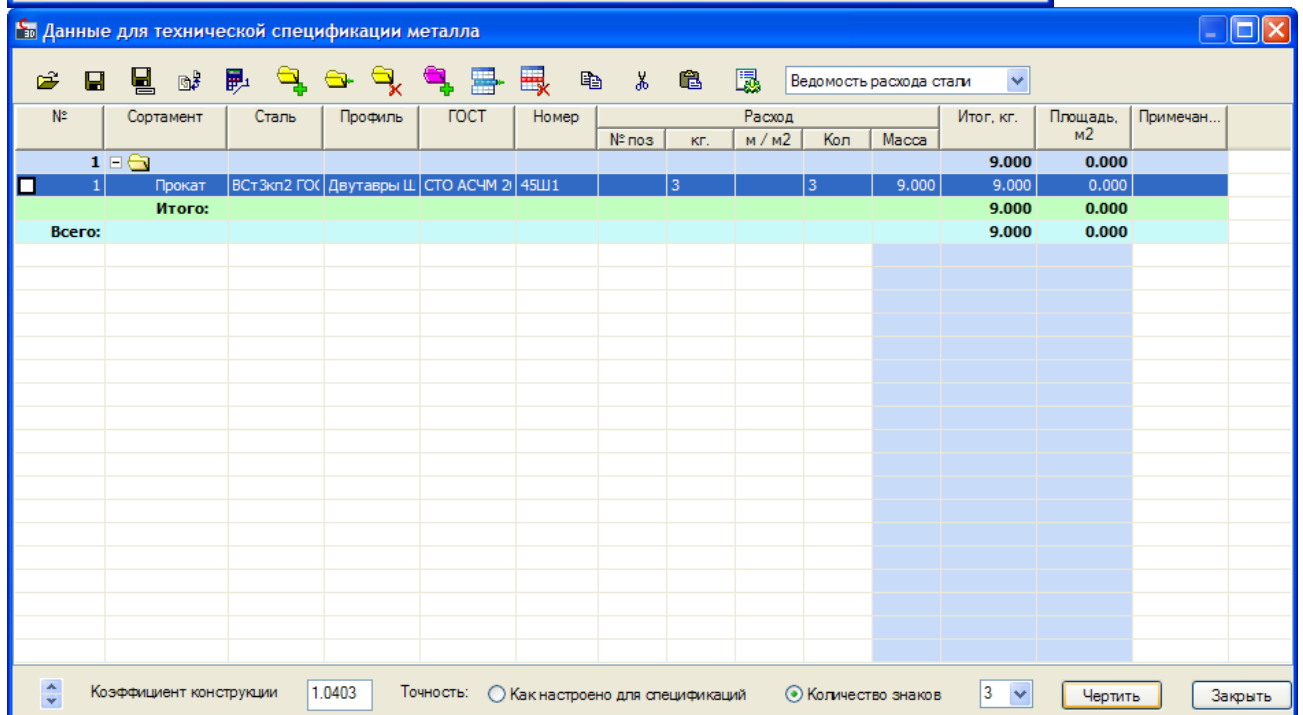 Данные для технической спецификации металла
Ведомость расхода стали
№ Сортамент Сталь Профиль ГОСТ Номер Расход Итог, кг. Площадь, м2 Примечан...
№ поз кг. м / м2 Кол Масса
1 9.000 0.000
1 Прокат ВСт3кп2 ГОС Двутавры Ш СТО АСЧМ 2 45Ш1 3 3 9.000 9.000 0.000
Итого: 9.000 0.000
Всего: 9.000 0.000
Коэффициент конструкции 1.0403 Точность: Как настроено для спецификаций Количество знаков 3 Чертить Закрыть